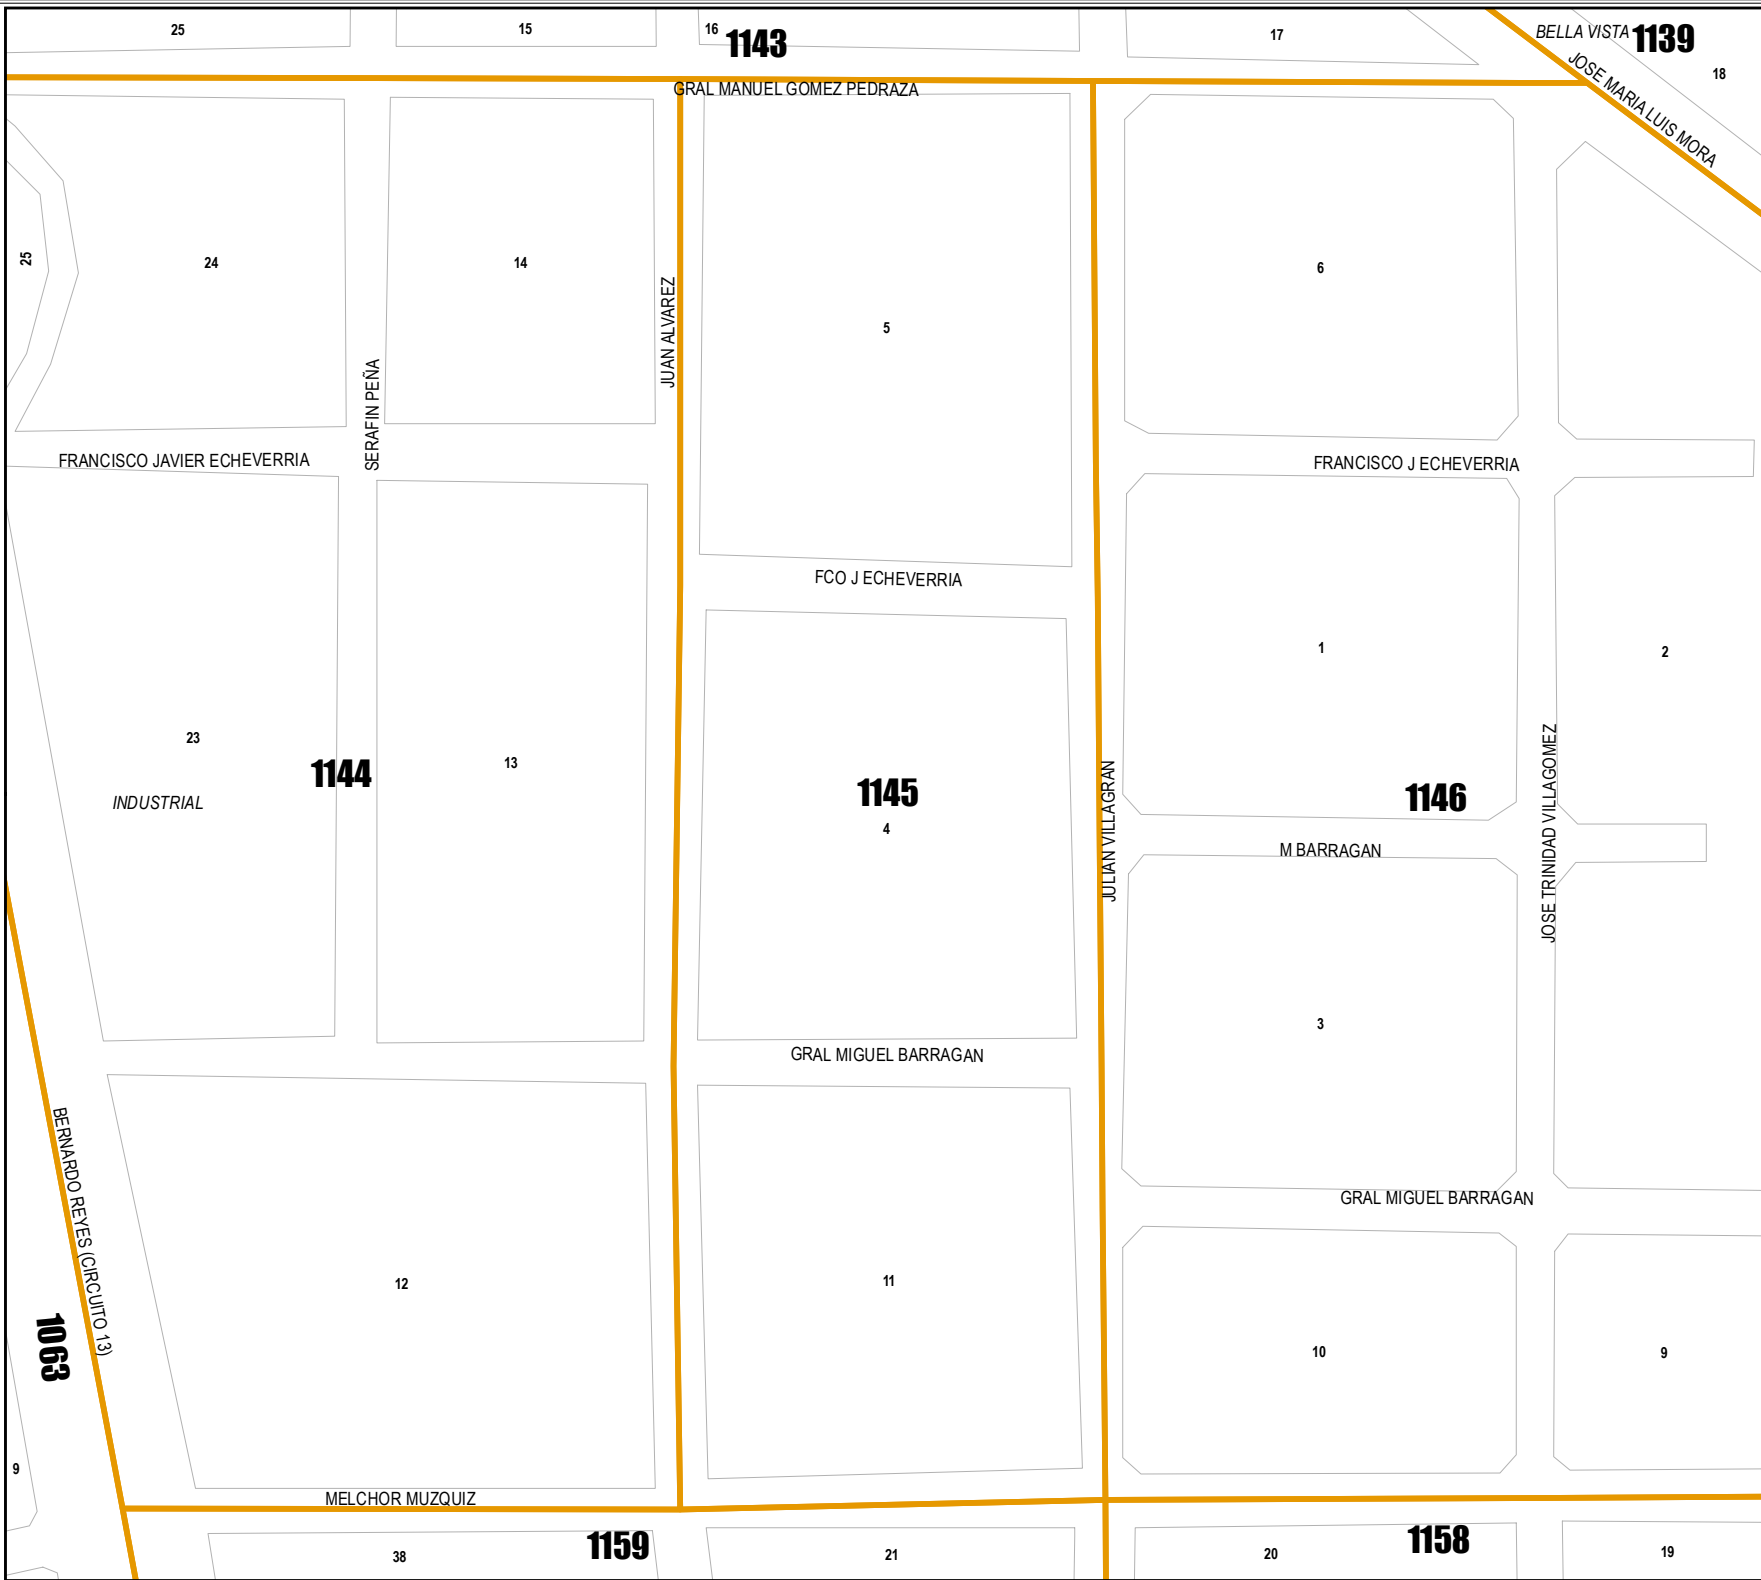 25
15
16
1143
17
BELLA VISTA
1139
18
JOSE MARIA LUIS MORA
GRAL MANUEL GOMEZ PEDRAZA
25
24
14
JUAN ALVAREZ
5
6
SERAFIN PEÑA
FRANCISCO JAVIER ECHEVERRIA
FRANCISCO J ECHEVERRIA
FCO J ECHEVERRIA
1
2
23
1144
13
INDUSTRIAL
1145
4
JULIAN VILLAGRAN
1146
JOSE TRINIDAD VILLAGOMEZ
M BARRAGAN
3
GRAL MIGUEL BARRAGAN
BERNARDO REYES (CIRCUITO 13)
GRAL MIGUEL BARRAGAN
12
11
1063
10
9
9
MELCHOR MUZQUIZ
38
1159
21
20
1158
19